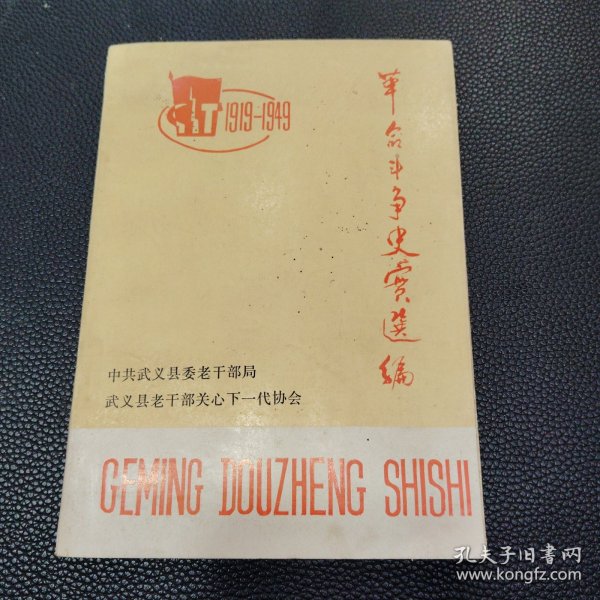 1919-1949
革命斗争史实選编
中共武义县委老干部局
武义县老干部关心下一代协会
GEMING DOUZHENG SHISHI
孔夫子旧書网
www.kongfz.com